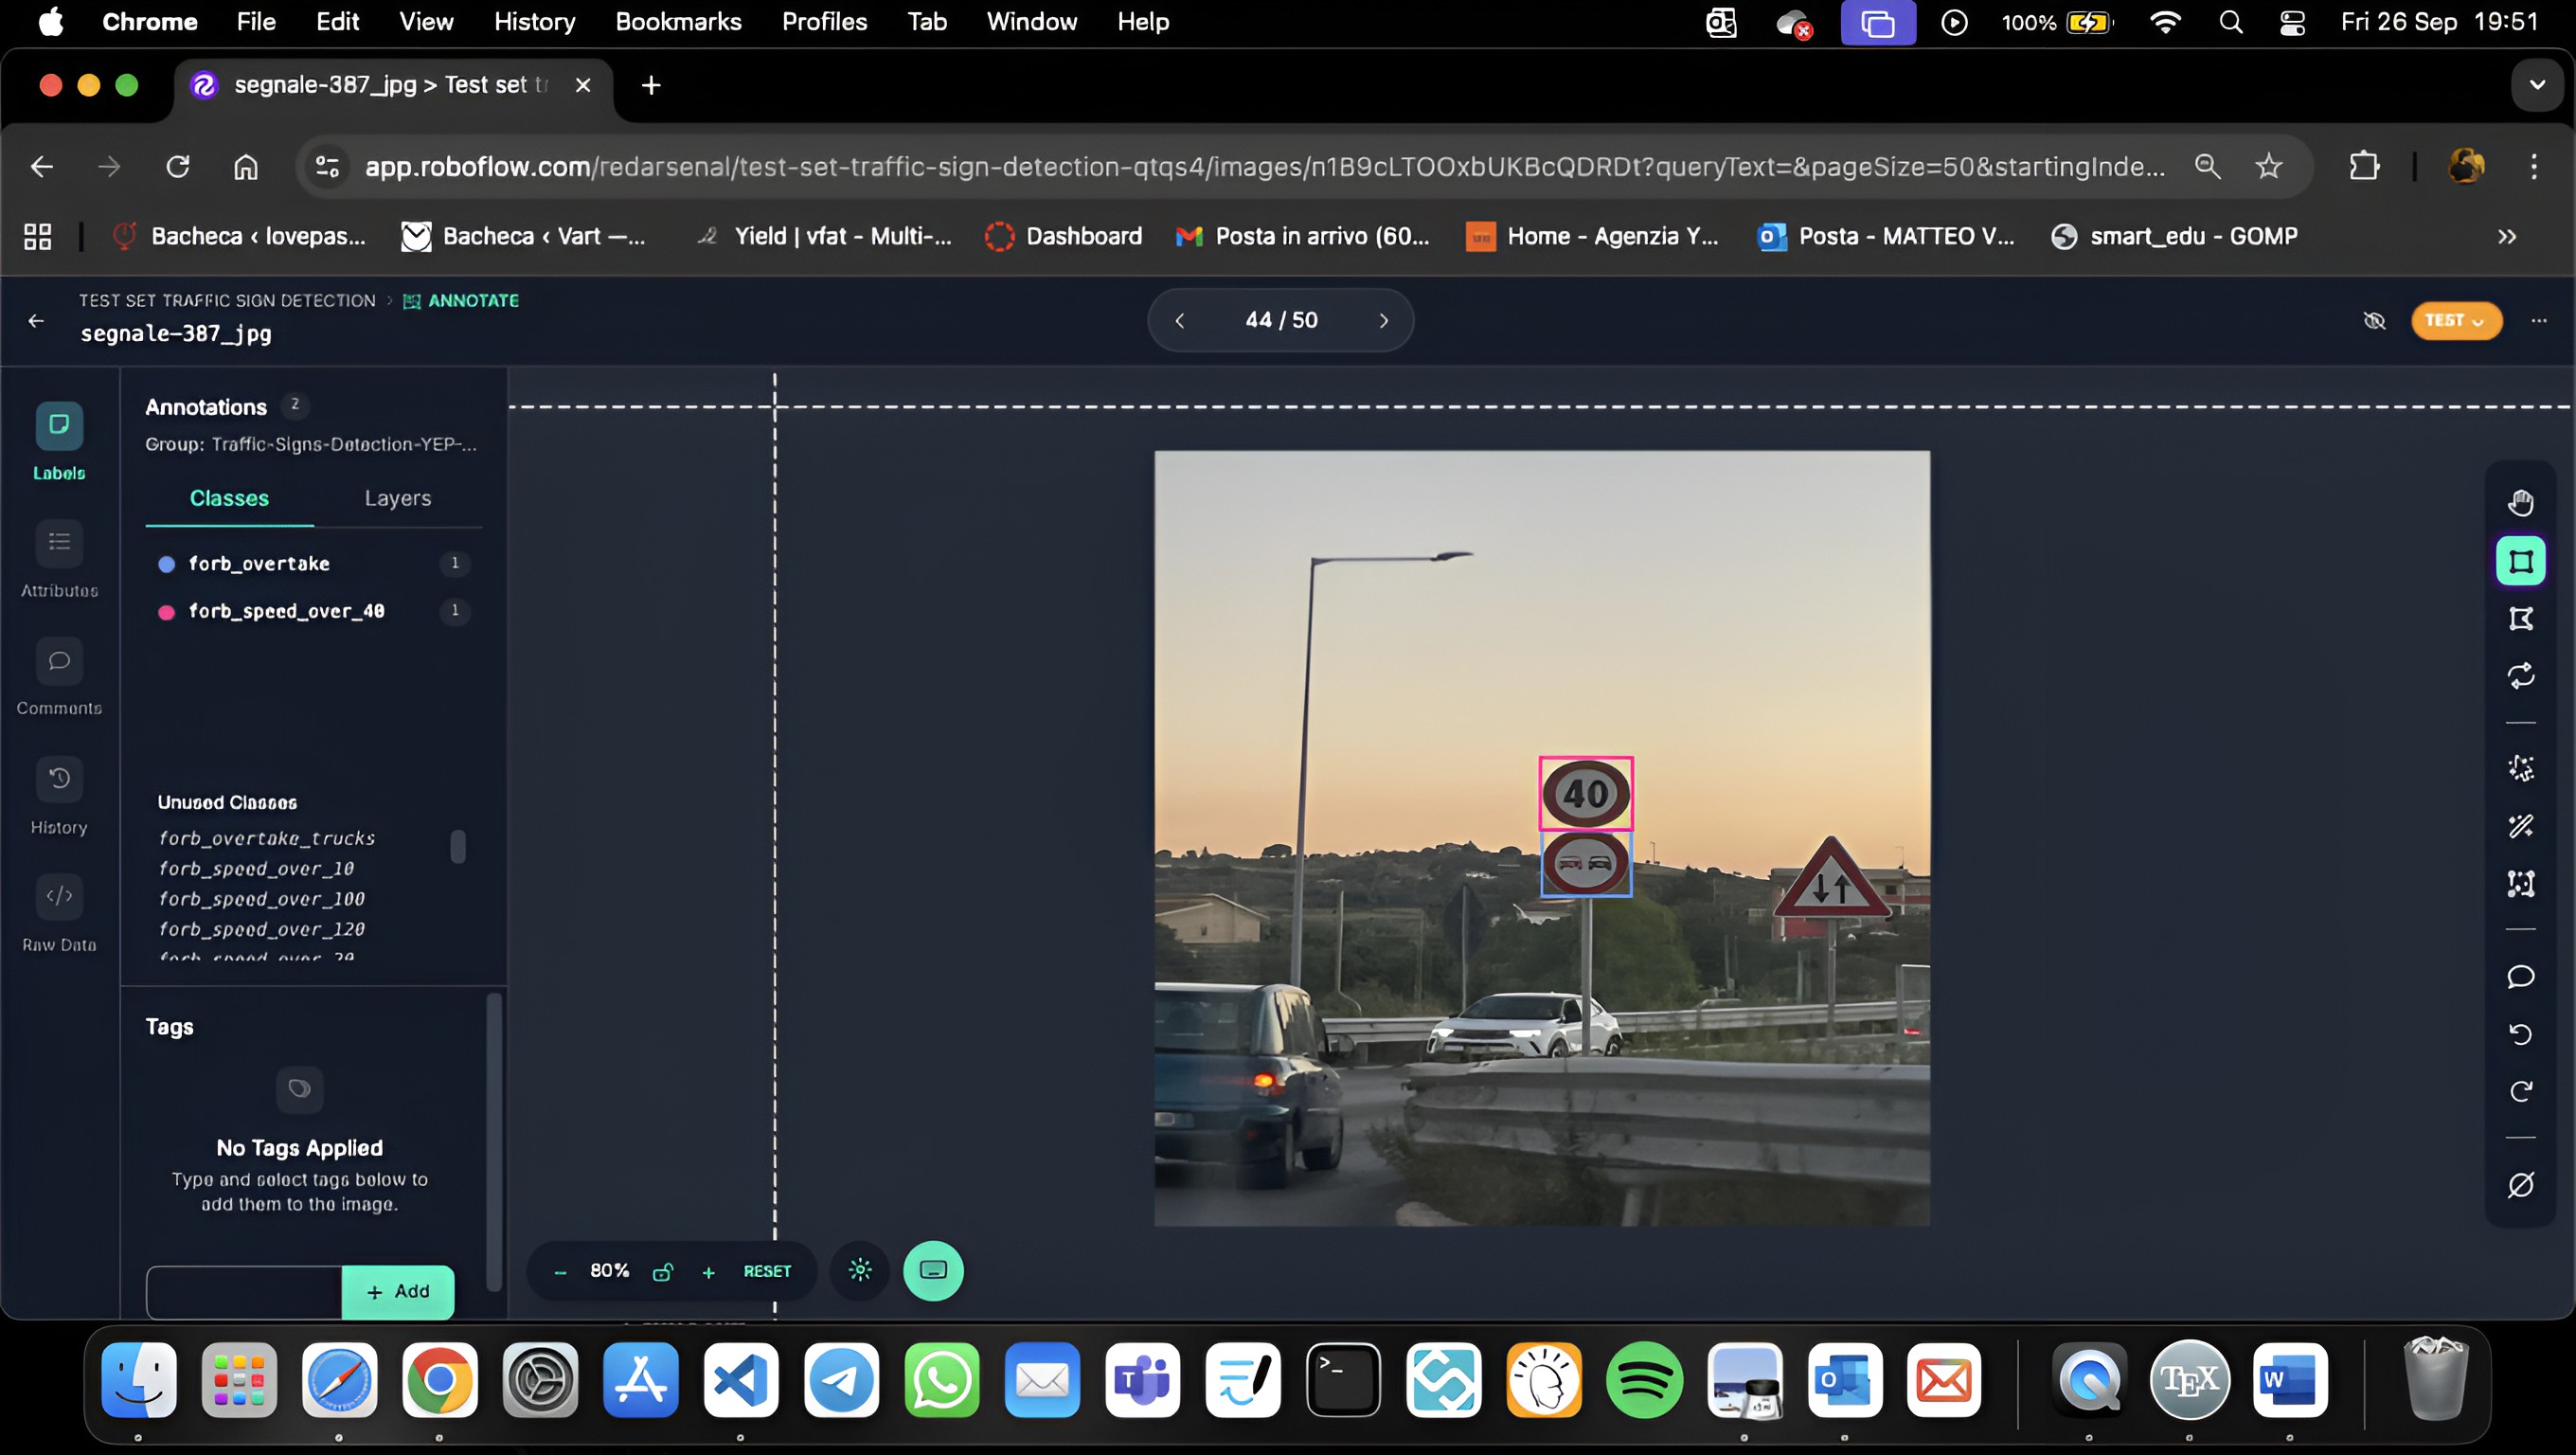 Chrome File Edit View History Bookmarks Profiles Tab Window Help 100% Fri 26 Sep 19:51
segnale-387_jpg > Test set tr
app.roboflow.com/redarsenal/test-set-traffic-sign-detection-qtqs4/images/n1B9cLTOOxbUKBcQDRDt?queryText=&pageSize=50&startingInde...
Bacheca ‹ lovepas... Bacheca ‹ Vart —... Yield | vfat - Multi-... Dashboard Posta in arrivo (60... Home - Agenzia Y... Posta - MATTEO V... smart_edu - GOMP
TEST SET TRAFFIC SIGN DETECTION › ANNOTATE
segnale-387_jpg
44 / 50
TEST
Labels
Attributes
Comments
History
Raw Data
Annotations 2
Group: Traffic-Signs-Detection-YEP-...
Classes Layers
forb_overtake 1
forb_speed_over_40 1
Unused Classes
forb_overtake_trucks
forb_speed_over_10
forb_speed_over_100
forb_speed_over_120
Tags
No Tags Applied
Type and select tags below to
add them to the image.
+ Add
40
- 80% + RESET
T
>_
O
TEX
W